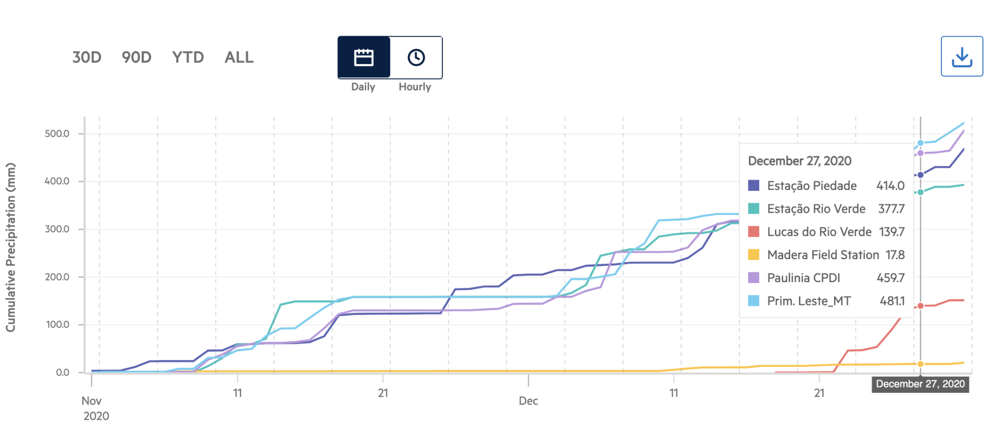 30D 90D YTD ALL
Daily Hourly
Cumulative Precipitation (mm)
500.0
400.0
300.0
200.0
100.0
0.0
December 27, 2020
Estação Piedade 414.0
Estação Rio Verde 377.7
Lucas do Rio Verde 139.7
Madera Field Station 17.8
Paulinia CPDI 459.7
Prim. Leste_MT 481.1
December 27, 2020
11 21 11 21
Nov Dec
2020